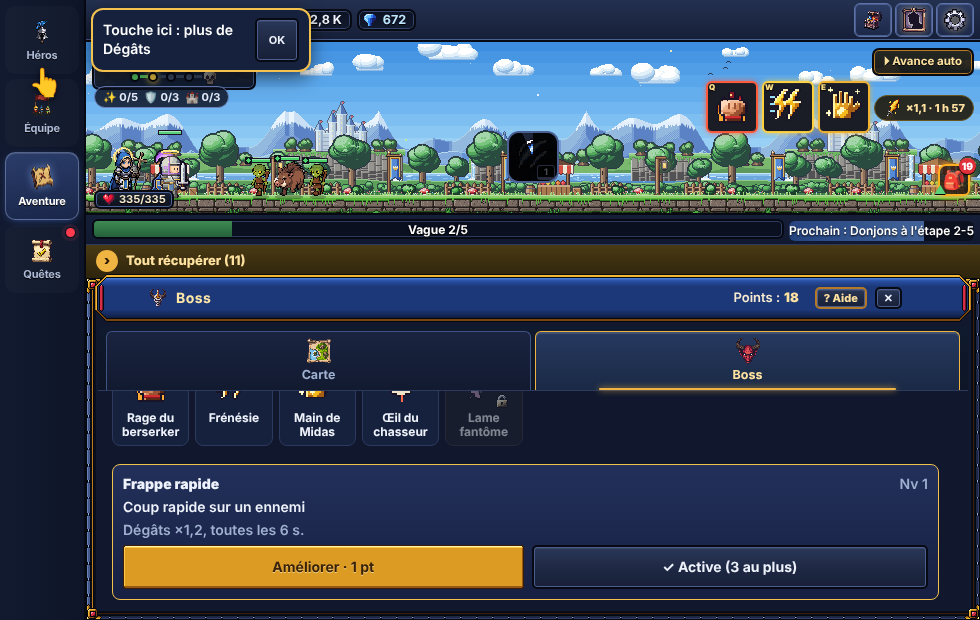 Héros
Équipe
Aventure
Quêtes
Touche ici : plus de
Dégâts
OK
2,8 K
672
0/5
0/3
0/3
Avance auto
Q
W
E
×1,1 · 1 h 57
1
19
335/335
Vague 2/5
Prochain : Donjons à l'étape 2-5
Tout récupérer (11)
Boss
Points : 18
? Aide
Carte
Boss
Rage du
berserker
Frénésie
Main de
Midas
Œil du
chasseur
Lame
fantôme
Frappe rapide
Nv 1
Coup rapide sur un ennemi
Dégâts ×1,2, toutes les 6 s.
Améliorer · 1 pt
✓ Active (3 au plus)